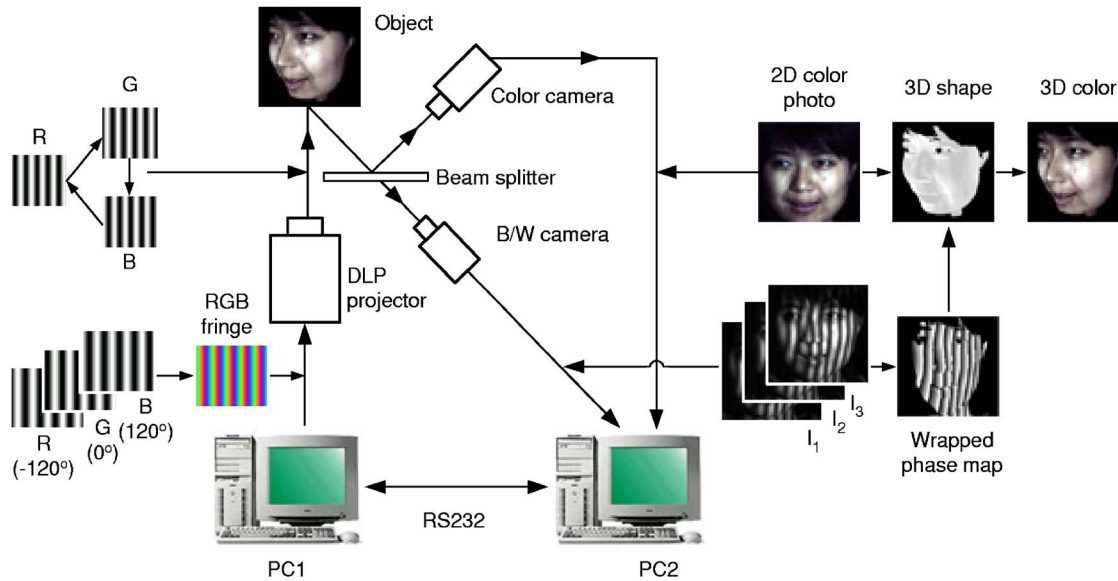 Object
G
R
B
Color camera
Beam splitter
B/W camera
DLP
projector
RGB
fringe
R
(-120°)
G
(0°)
B
(120°)
PC1
RS232
PC2
2D color
photo
3D shape
3D color
I1
I2
I3
Wrapped
phase map